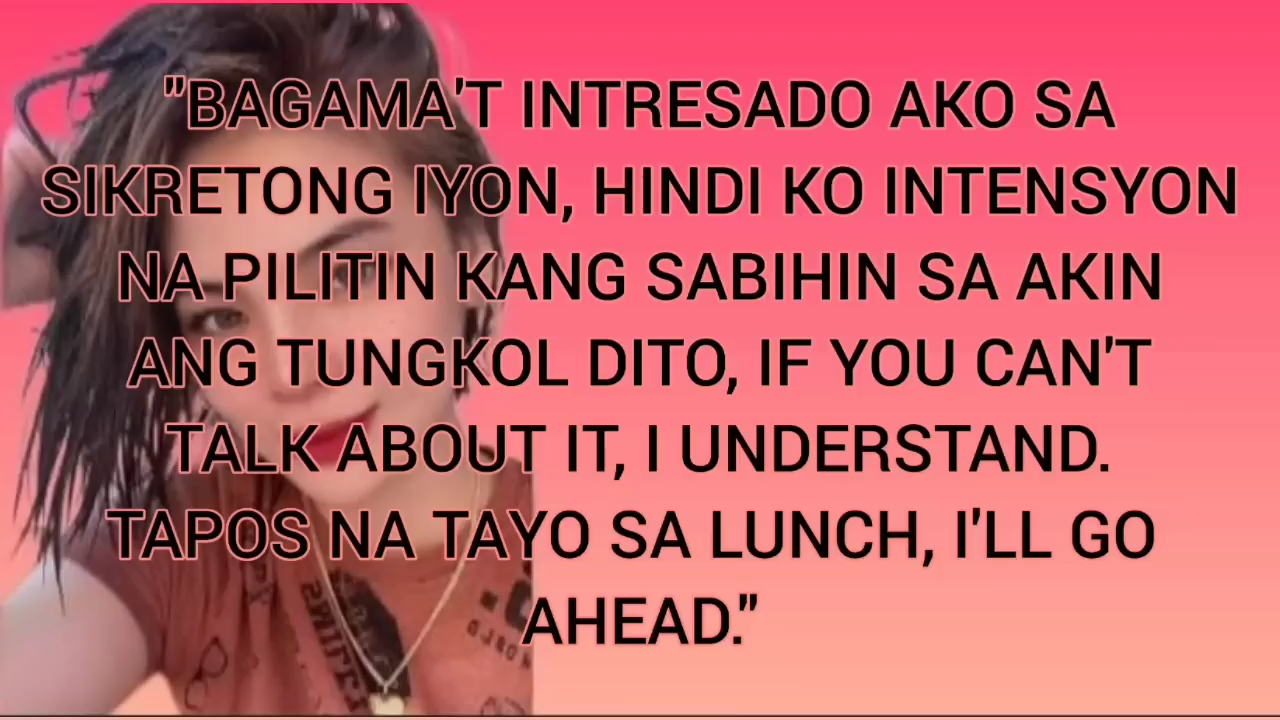 "BAGAMA'T INTRESADO AKO SA
SIKRETONG IYON, HINDI KO INTENSYON
NA PILITIN KANG SABIHIN SA AKIN
ANG TUNGKOL DITO, IF YOU CAN'T
TALK ABOUT IT, I UNDERSTAND.
TAPOS NA TAYO SA LUNCH, I'LL GO
AHEAD."